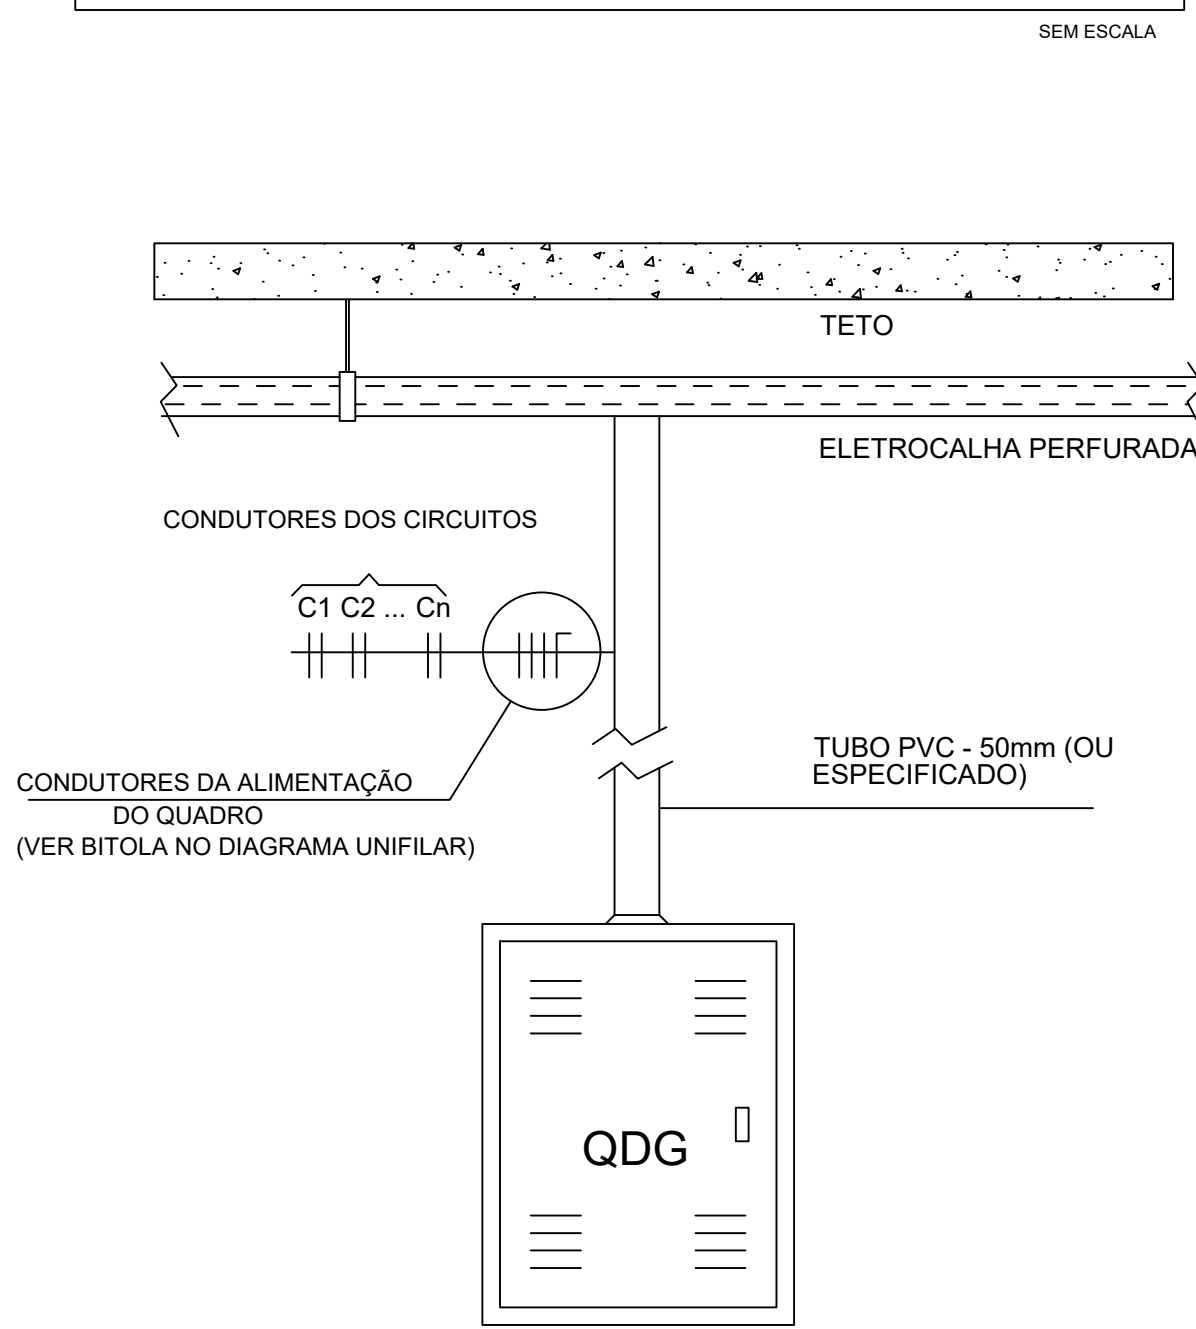 SEM ESCALA
TETO
ELETROCALHA PERFURADA
CONDUTORES DOS CIRCUITOS
C1 C2 ... Cn
TUBO PVC - 50mm (OU
ESPECIFICADO)
CONDUTORES DA ALIMENTAÇÃO
DO QUADRO
(VER BITOLA NO DIAGRAMA UNIFILAR)
QDG